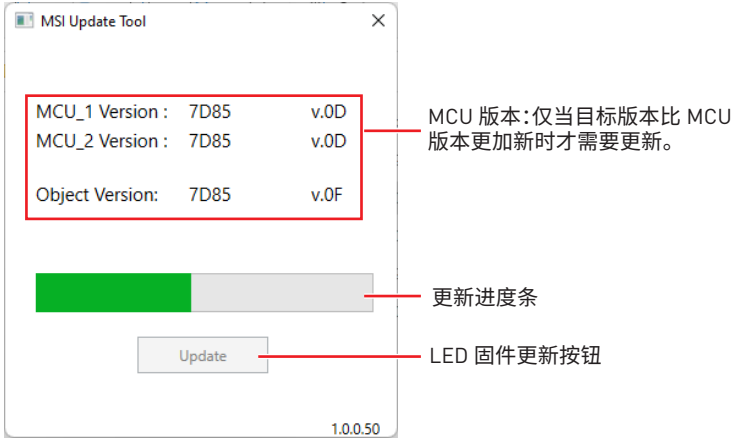 MSI Update Tool
MCU_1 Version : 7D85 v.0D
MCU_2 Version : 7D85 v.0D
Object Version: 7D85 v.0F
MCU 版本：仅当目标版本比 MCU
版本更加新时才需要更新。
更新进度条
Update
LED 固件更新按钮
1.0.0.50